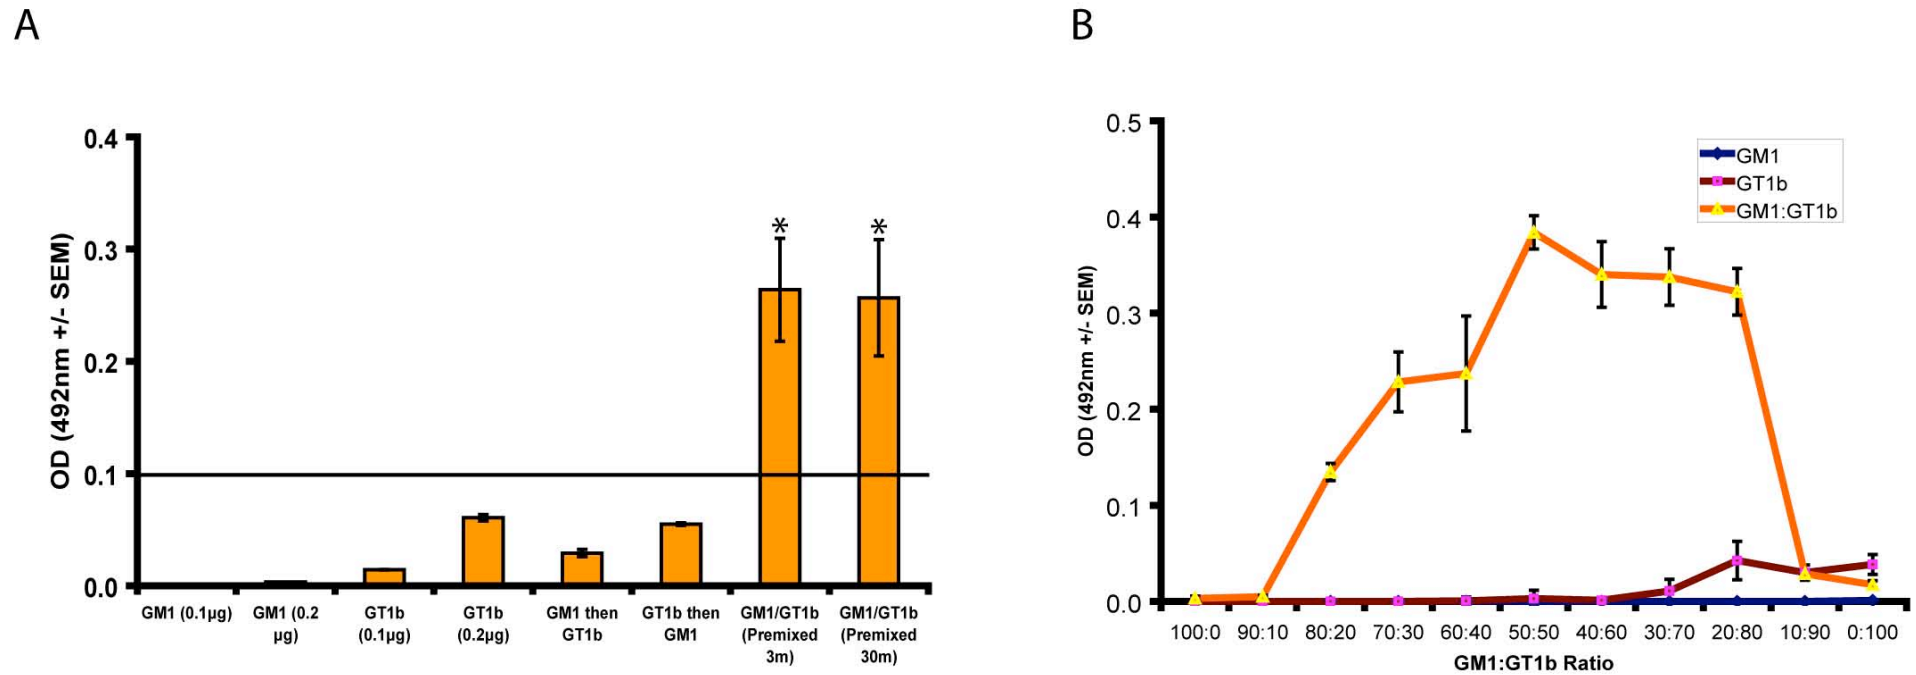 A
B
OD (492nm +/- SEM)
0.4
0.3
0.2
0.1
0.0
*
*
GM1 (0.1µg)
GM1 (0.2
µg)
GT1b
(0.1µg)
GT1b
(0.2µg)
GM1 then
GT1b
GT1b then
GM1
GM1/GT1b
(Premixed
3m)
GM1/GT1b
(Premixed
30m)
OD (492nm +/- SEM)
0.5
0.4
0.3
0.2
0.1
0.0
GM1
GT1b
GM1:GT1b
100:0 90:10 80:20 70:30 60:40 50:50 40:60 30:70 20:80 10:90 0:100
GM1:GT1b Ratio